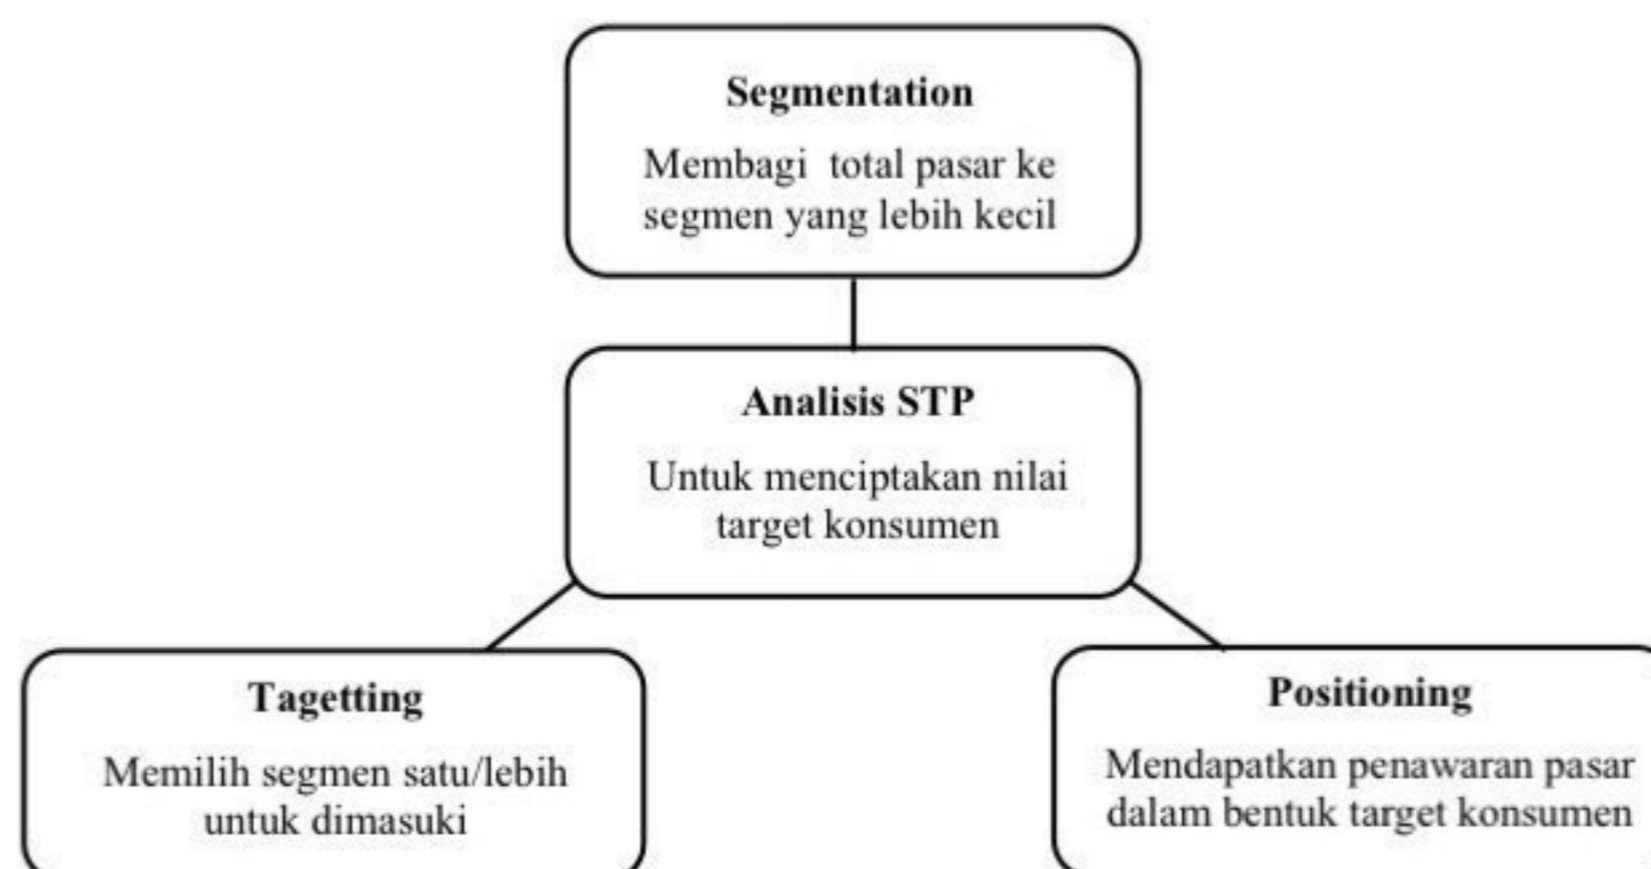 Segmentation
Membagi total pasar ke
segmen yang lebih kecil
Analisis STP
Untuk menciptakan nilai
target konsumen
Tagetting
Memilih segmen satu/lebih
untuk dimasuki
Positioning
Mendapatkan penawaran pasar
dalam bentuk target konsumen